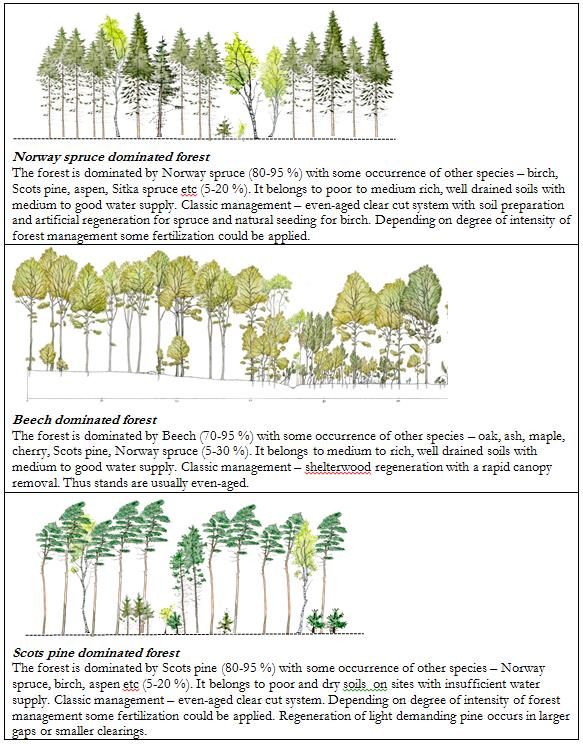 Norway spruce dominated forest
The forest is dominated by Norway spruce (80-95 %) with some occurrence of other species – birch,
Scots pine, aspen, Sitka spruce etc (5-20 %). It belongs to poor to medium rich, well drained soils with
medium to good water supply. Classic management – even-aged clear cut system with soil preparation
and artificial regeneration for spruce and natural seeding for birch. Depending on degree of intensity of
forest management some fertilization could be applied.
Beech dominated forest
The forest is dominated by Beech (70-95 %) with some occurrence of other species – oak, ash, maple,
cherry, Scots pine, Norway spruce (5-30 %). It belongs to medium to rich, well drained soils with
medium to good water supply. Classic management – shelterwood regeneration with a rapid canopy
removal. Thus stands are usually even-aged.
Scots pine dominated forest
The forest is dominated by Scots pine (80-95 %) with some occurrence of other species – Norway
spruce, birch, aspen etc (5-20 %). It belongs to poor and dry soils on sites with insufficient water
supply. Classic management – even-aged clear cut system. Depending on degree of intensity of forest
management some fertilization could be applied. Regeneration of light demanding pine occurs in larger
gaps or smaller clearings.